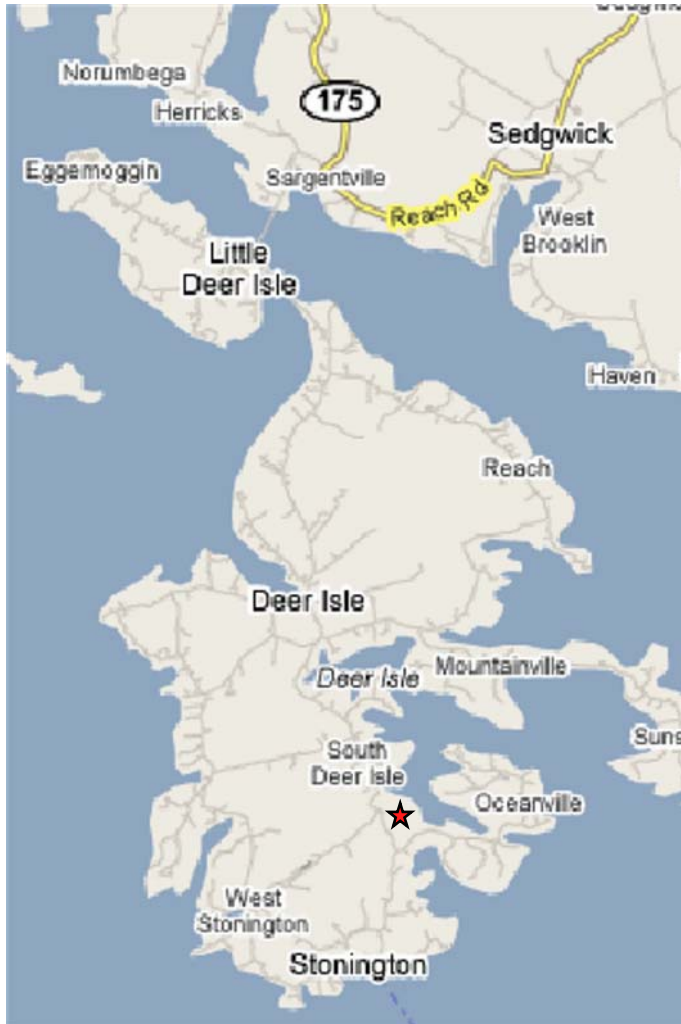 Norumbega
175
Herricks
Sedgwick
Eggemoggin
Sargentville
Reach Rd
West
Brooklin
Little
Deer Isle
Haven
Reach
Deer Isle
Mountainville
Deer Isle
South
Deer Isle
Oceanville
West
Stonington
Stonington